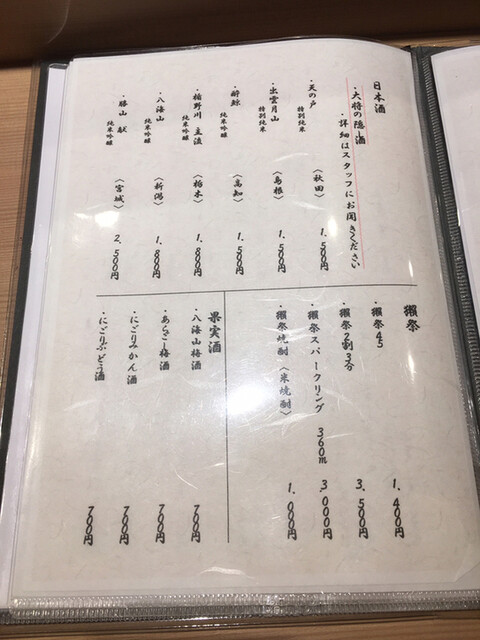 日本酒
・大将の隠し酒
・詳細はスタッフにお聞きください
・天の戸 特別純米 〈秋田〉 1,500円
・出雲月山 特別純米 〈島根〉 1,500円
・酔鯨 純米吟醸 〈高知〉 1,500円
・楯野川 主流 純米吟醸 〈栃木〉 1,800円
・八海山 純米吟醸 〈新潟〉 1,800円
・勝山 献 純米吟醸 〈宮城〉 2,500円
獺祭
・獺祭45 1,400円
・獺祭2割3分 3,500円
・獺祭スパークリング 360m 3,000円
・獺祭焼酎〈米焼酎〉 1,000円
果実酒
・八海山梅酒 700円
・あらごし梅酒 700円
・にごりみかん酒 700円
・にごりぶどう酒 700円